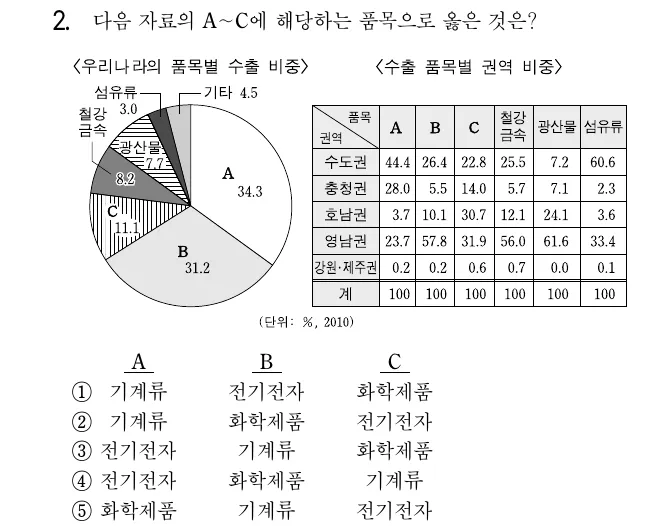 2. 다음 자료의 A~C에 해당하는 품목으로 옳은 것은?
〈우리나라의 품목별 수출 비중〉
섬유류 3.0
기타 4.5
철강 금속 8.2
광산물 7.7
A 34.3
C 11.1
B 31.2
〈수출 품목별 권역 비중〉
품목 권역 A B C 철강 금속 광산물 섬유류
수도권 44.4 26.4 22.8 25.5 7.2 60.6
충청권 28.0 5.5 14.0 5.7 7.1 2.3
호남권 3.7 10.1 30.7 12.1 24.1 3.6
영남권 23.7 57.8 31.9 56.0 61.6 33.4
강원·제주권 0.2 0.2 0.6 0.7 0.0 0.1
계 100 100 100 100 100 100
(단위: %, 2010)
A B C
① 기계류 전기전자 화학제품
② 기계류 화학제품 전기전자
③ 전기전자 기계류 화학제품
④ 전기전자 화학제품 기계류
⑤ 화학제품 기계류 전기전자